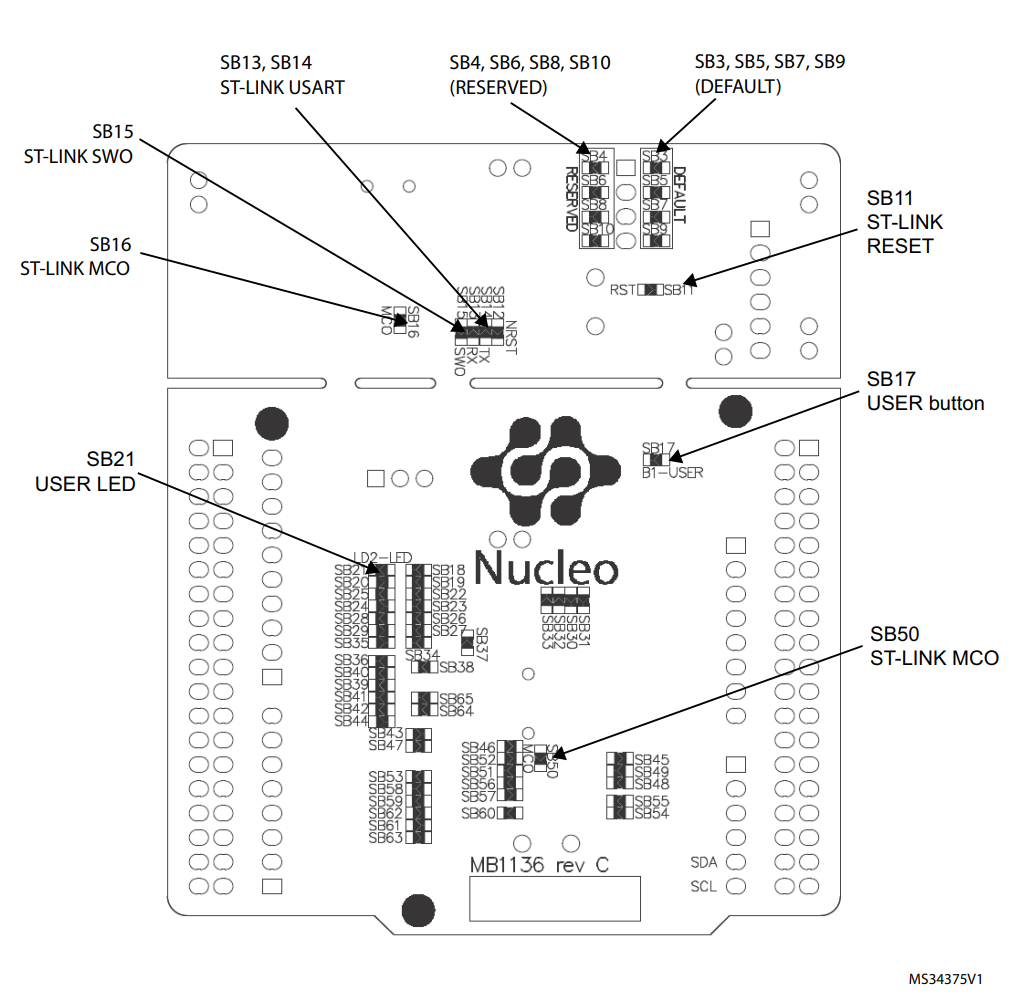 SB13, SB14
ST-LINK USART
SB4, SB6, SB8, SB10
(RESERVED)
SB3, SB5, SB7, SB9
(DEFAULT)
SB15
ST-LINK SWO
SB16
ST-LINK MCO
SB11
ST-LINK
RESET
SB4
SB6
SB8
SB10
RESERVED
SB3
SB5
SB7
SB9
DEFAULT
RST
SB11
SB16
MCO
SB15
SB13
SB14
SB12
SWO
RX
TX
NRST
SB17
USER button
SB17
B1-USER
SB21
USER LED
Nucleo
LD2-LED
SB21
SB20
SB25
SB24
SB28
SB29
SB35
SB18
SB19
SB22
SB23
SB26
SB27
SB34
SB37
SB33
SB32
SB30
SB31
SB36
SB40
SB39
SB41
SB42
SB44
SB38
SB65
SB64
SB50
ST-LINK MCO
SB43
SB47
SB46
SB52
SB51
SB56
SB57
SB60
MCO
SB50
SB45
SB49
SB48
SB55
SB54
SB53
SB58
SB59
SB62
SB61
SB63
MB1136 rev C
SDA
SCL
MS34375V1